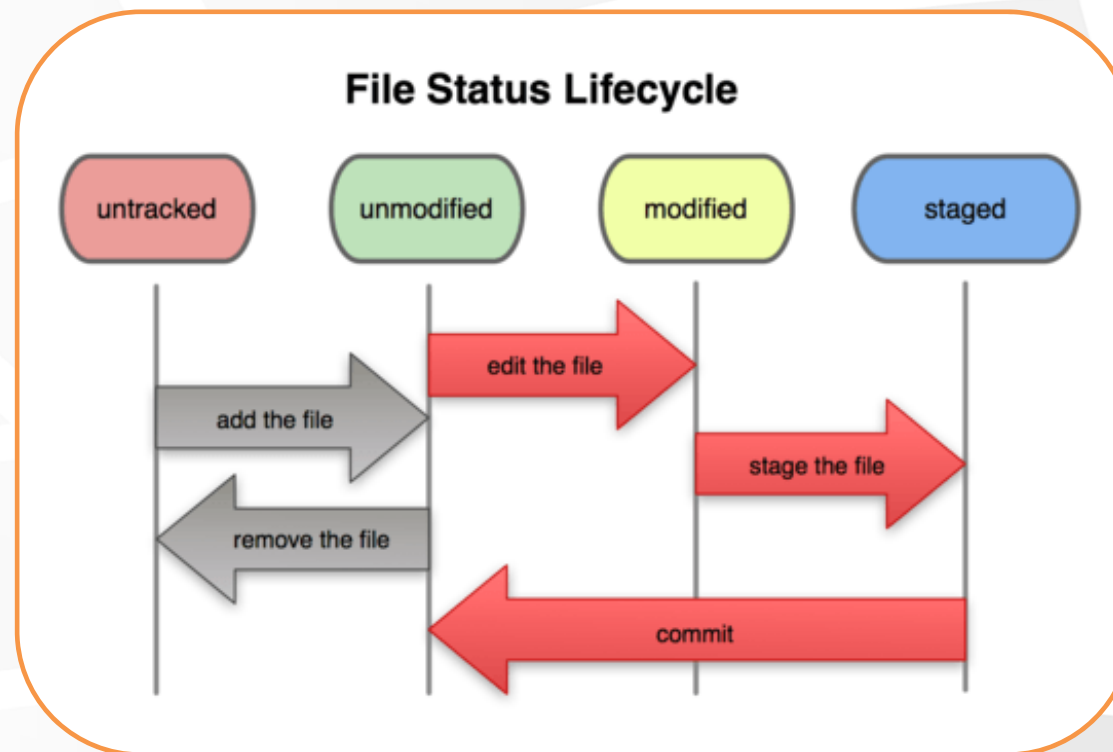 File Status Lifecycle
untracked
unmodified
modified
staged
edit the file
add the file
stage the file
remove the file
commit